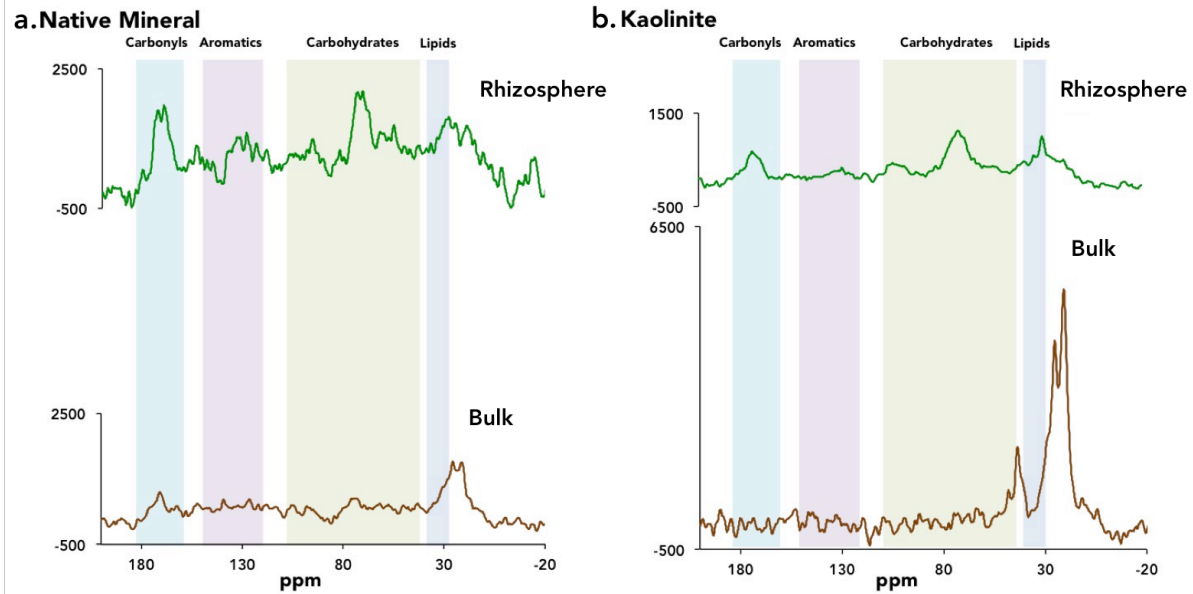 a. Native Mineral
Carbonyls Aromatics Carbohydrates Lipids
2500
Rhizosphere
-500
2500
Bulk
-500
180 130 80 30 -20
ppm
b. Kaolinite
Carbonyls Aromatics Carbohydrates Lipids
Rhizosphere
1500
-500
6500
Bulk
-500
180 130 80 30 -20
ppm